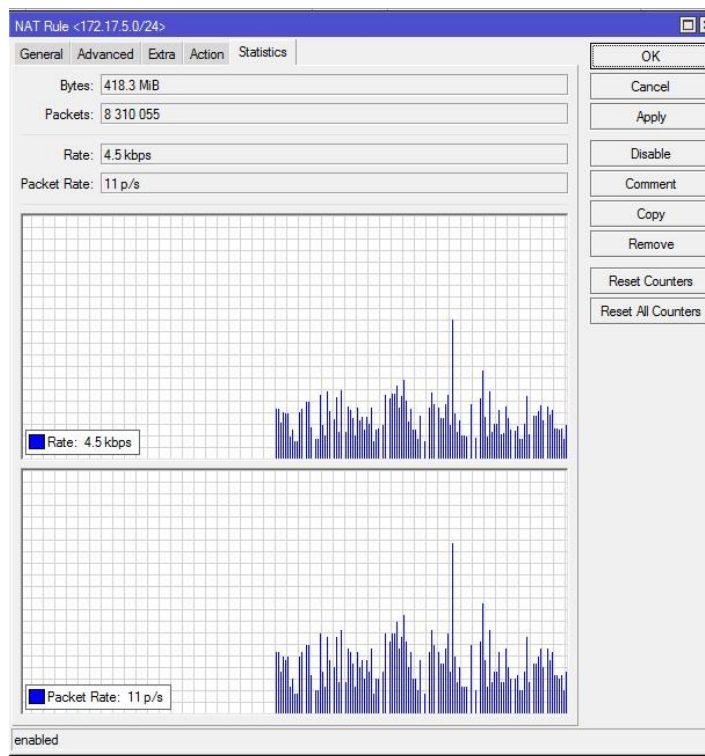 NAT Rule <172.17.5.0/24>
General Advanced Extra Action Statistics
Bytes: 418.3 MiB
Packets: 8 310 055
Rate: 4.5 kbps
Packet Rate: 11 p/s
Rate: 4.5 kbps
Packet Rate: 11 p/s
OK
Cancel
Apply
Disable
Comment
Copy
Remove
Reset Counters
Reset All Counters
enabled